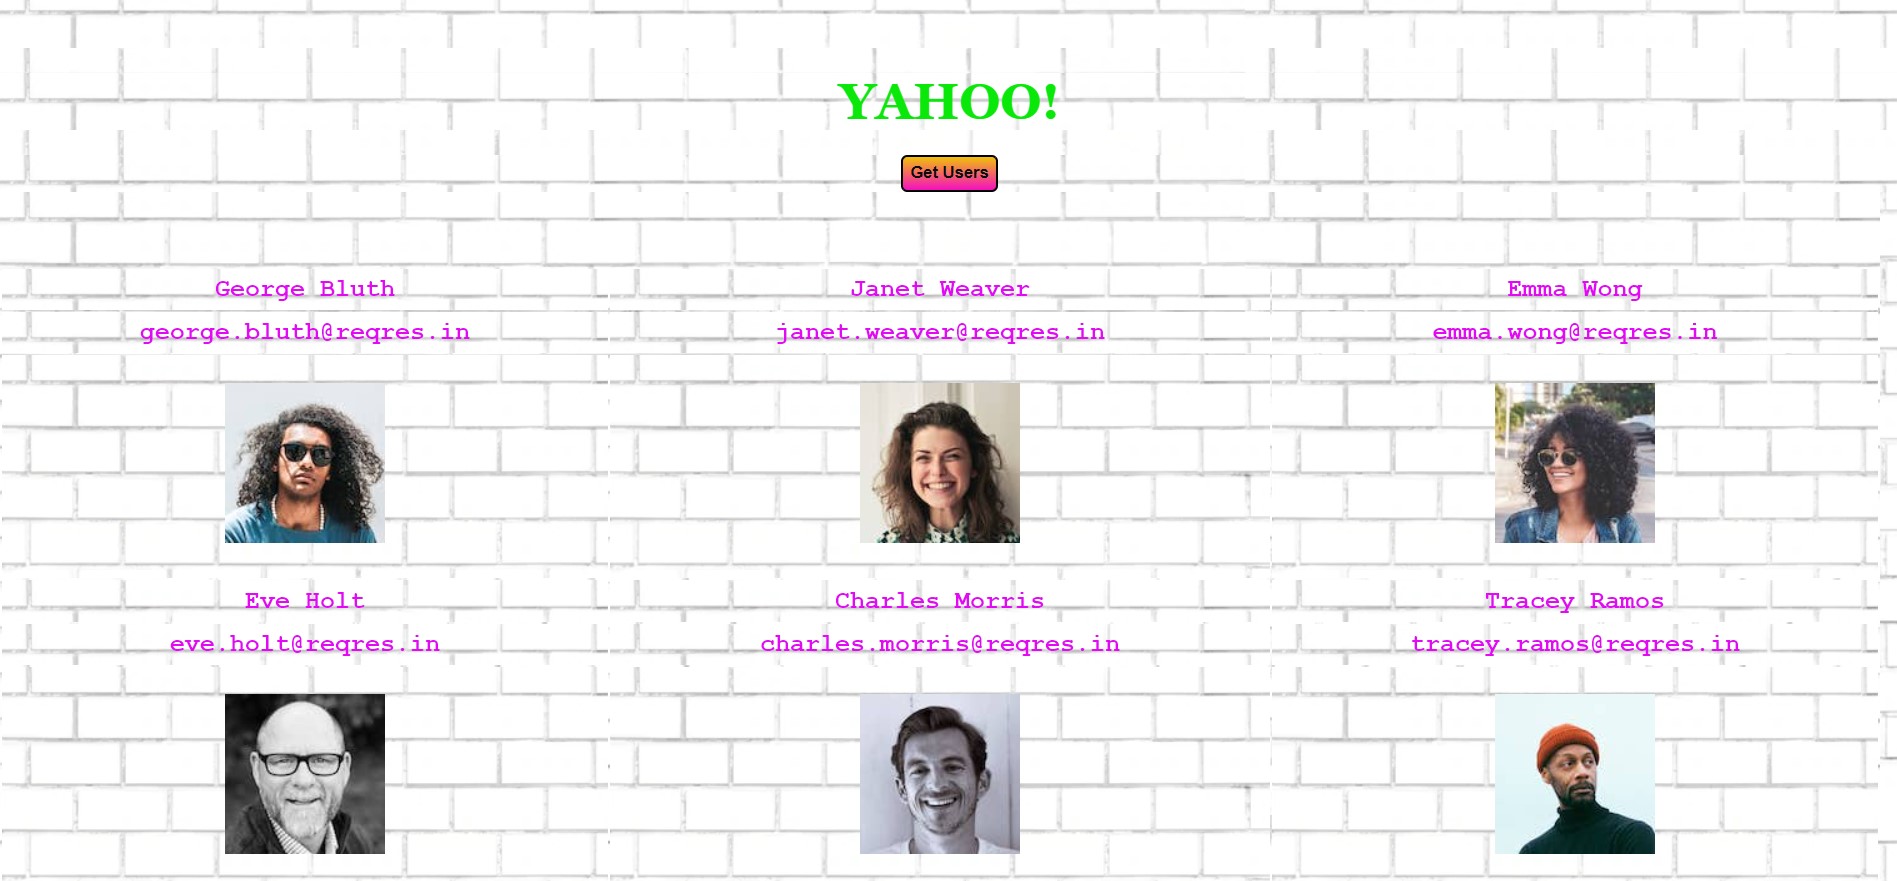 YAHOO!
Get Users
George Bluth
george.bluth@reqres.in
Janet Weaver
janet.weaver@reqres.in
Emma Wong
emma.wong@reqres.in
Eve Holt
eve.holt@reqres.in
Charles Morris
charles.morris@reqres.in
Tracey Ramos
tracey.ramos@reqres.in